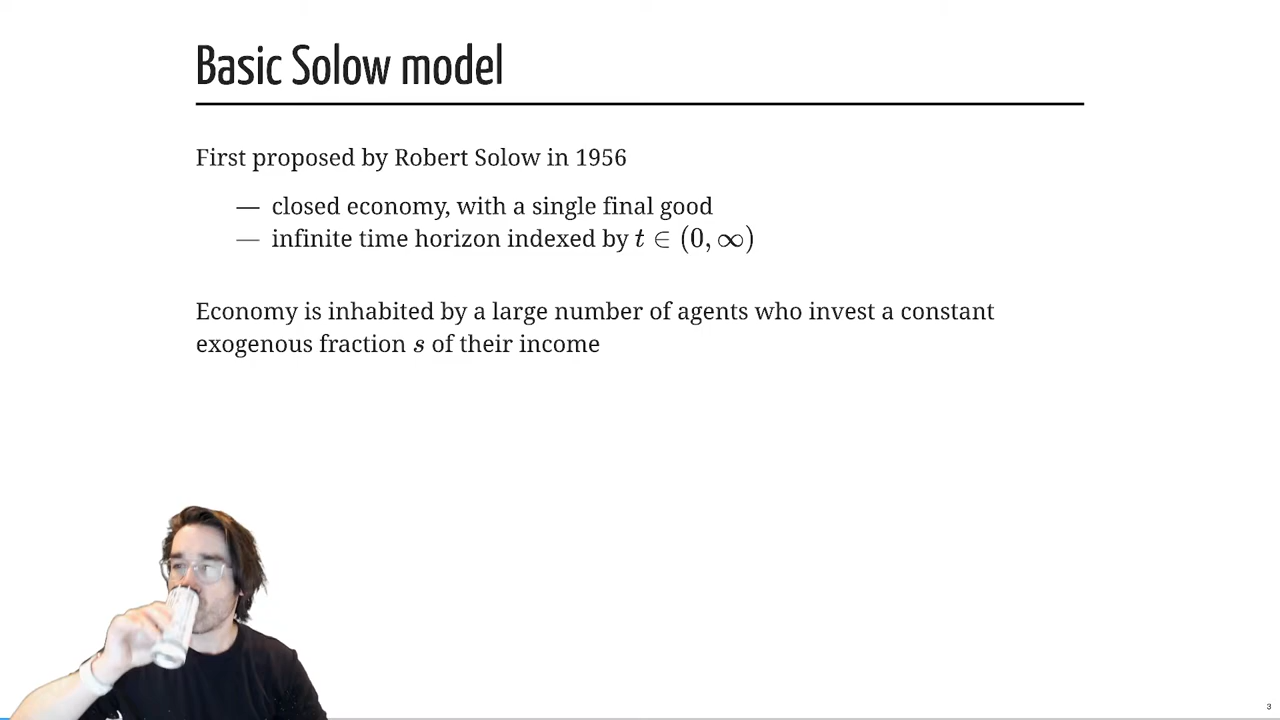 Basic Solow model
First proposed by Robert Solow in 1956
— closed economy, with a single final good
— infinite time horizon indexed by t ∈ (0, ∞)
Economy is inhabited by a large number of agents who invest a constant
exogenous fraction s of their income
3